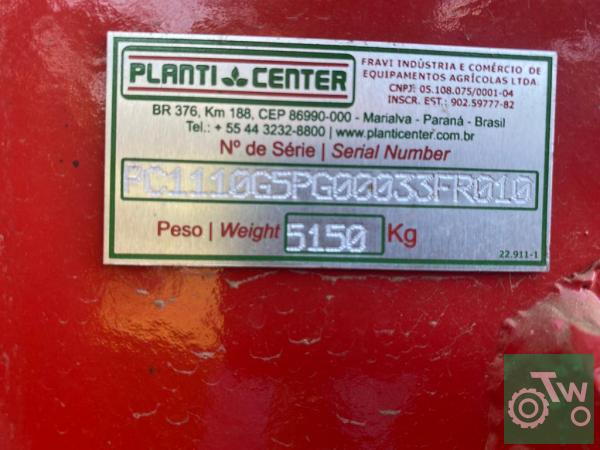 PLANTI CENTER
FRAVI INDÚSTRIA E COMÉRCIO DE
EQUIPAMENTOS AGRÍCOLAS LTDA.
CNPJ: 05.108.075/0001-04
INSCR. EST.: 902.59777-82
BR 376, Km 188, CEP 86990-000 - Marialva - Paraná - Brasil
Tel.: + 55 44 3232-8800 | www.planticenter.com.br
Nº de Série | Serial Number
PC1110G5PG00033FR010
Peso | Weight 5150 Kg
22.911-1
TWO